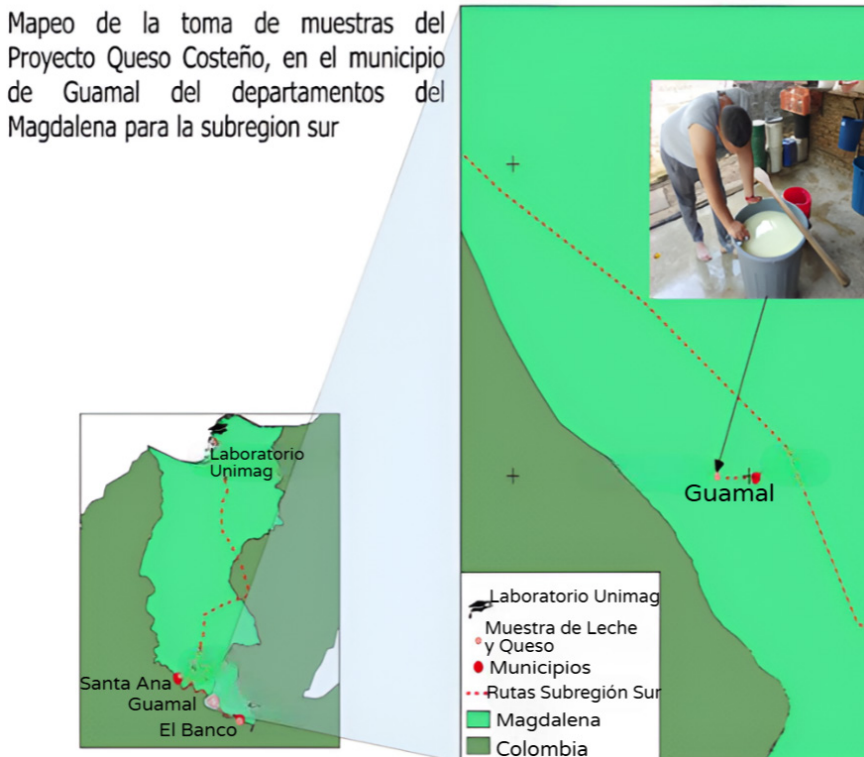 Mapeo de la toma de muestras del
Proyecto Queso Costeño, en el municipio
de Guamal del departamentos del
Magdalena para la subregion sur
Laboratorio
Unimag
Santa Ana
Guamal
El Banco
Guamal
Laboratorio Unimag
Muestra de Leche
y Queso
Municipios
Rutas Subregión Sur
Magdalena
Colombia